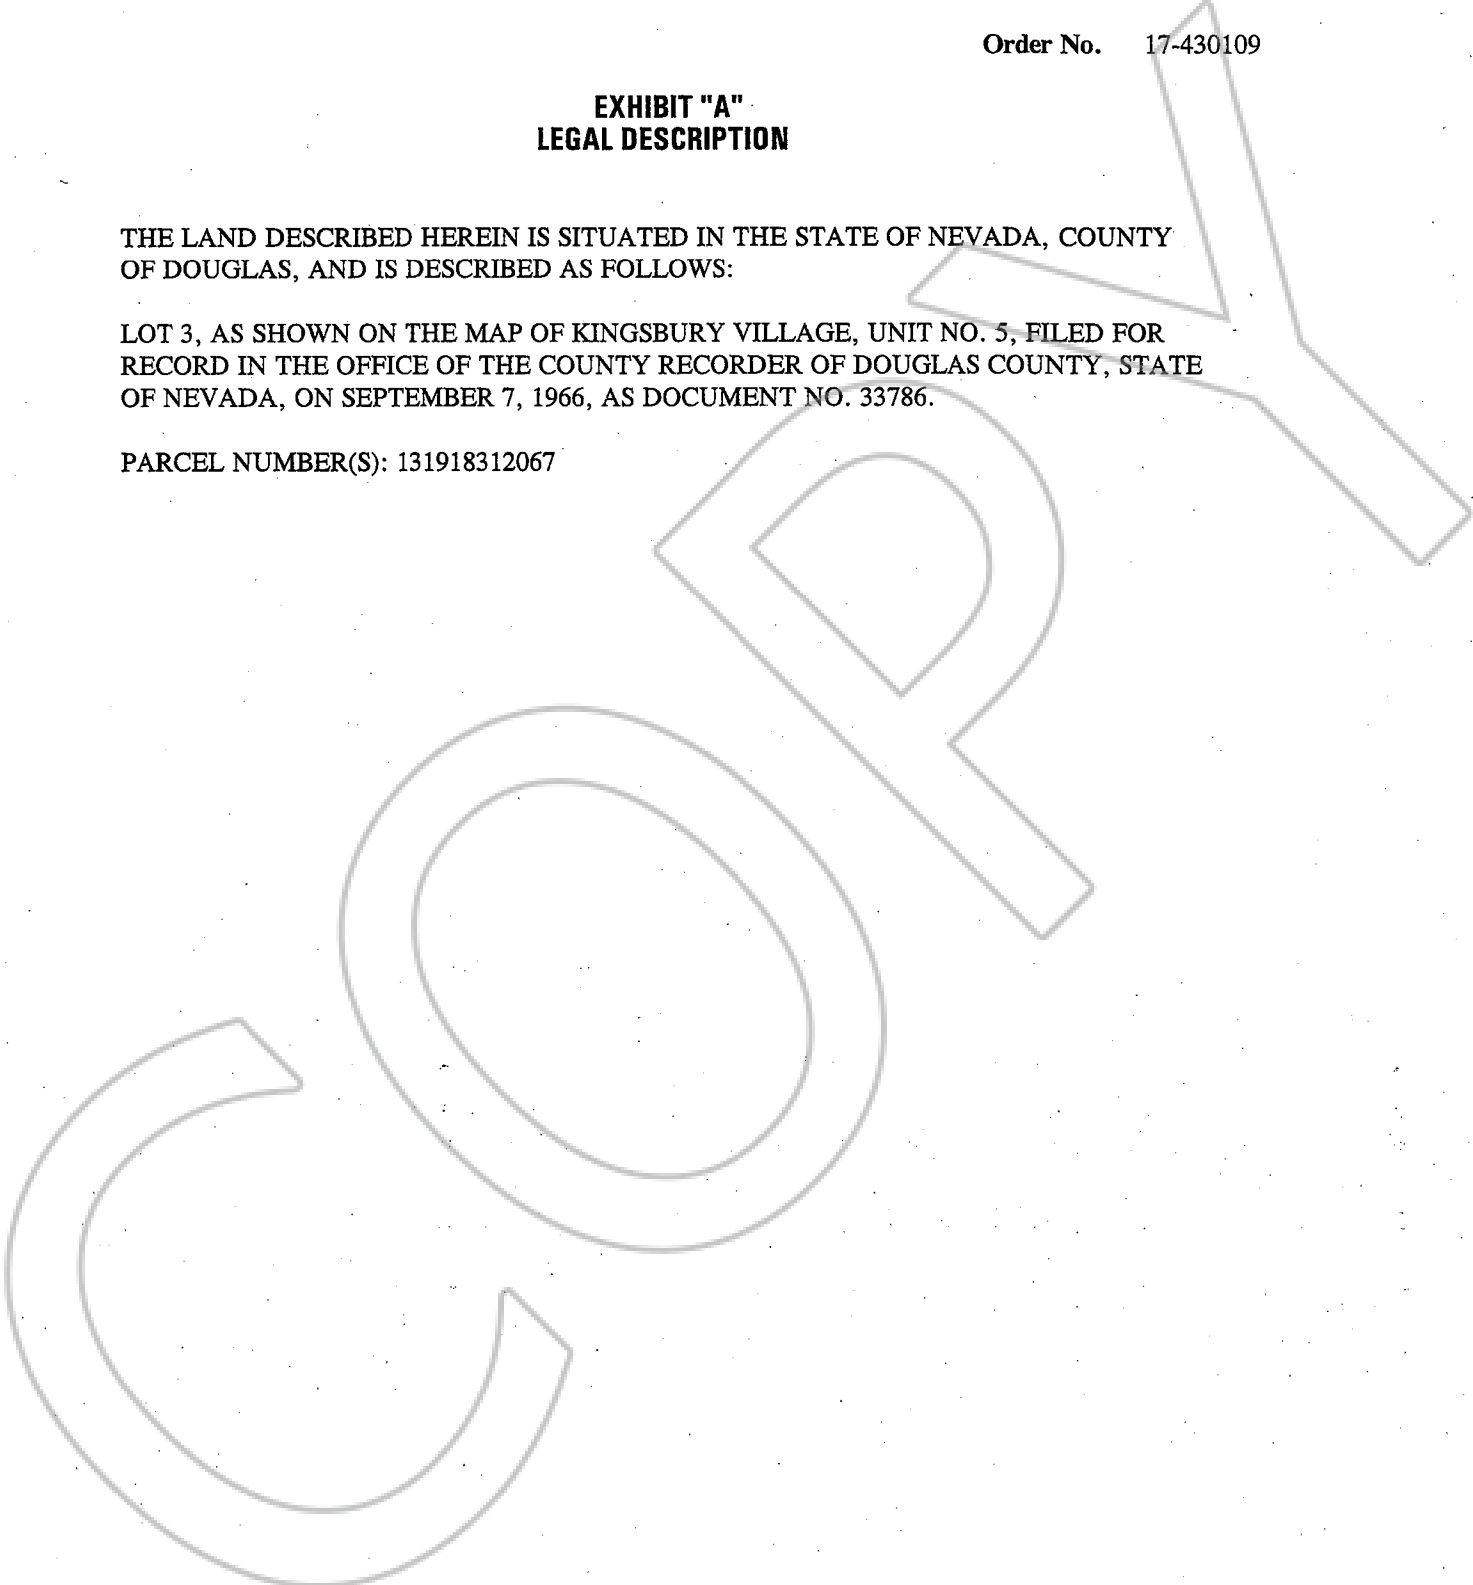 Order No. 17-430109
EXHIBIT "A"
LEGAL DESCRIPTION
THE LAND DESCRIBED HEREIN IS SITUATED IN THE STATE OF NEVADA, COUNTY
OF DOUGLAS, AND IS DESCRIBED AS FOLLOWS:
LOT 3, AS SHOWN ON THE MAP OF KINGSBURY VILLAGE, UNIT NO. 5, FILED FOR
RECORD IN THE OFFICE OF THE COUNTY RECORDER OF DOUGLAS COUNTY, STATE
OF NEVADA, ON SEPTEMBER 7, 1966, AS DOCUMENT NO. 33786.
PARCEL NUMBER(S): 131918312067
COPY